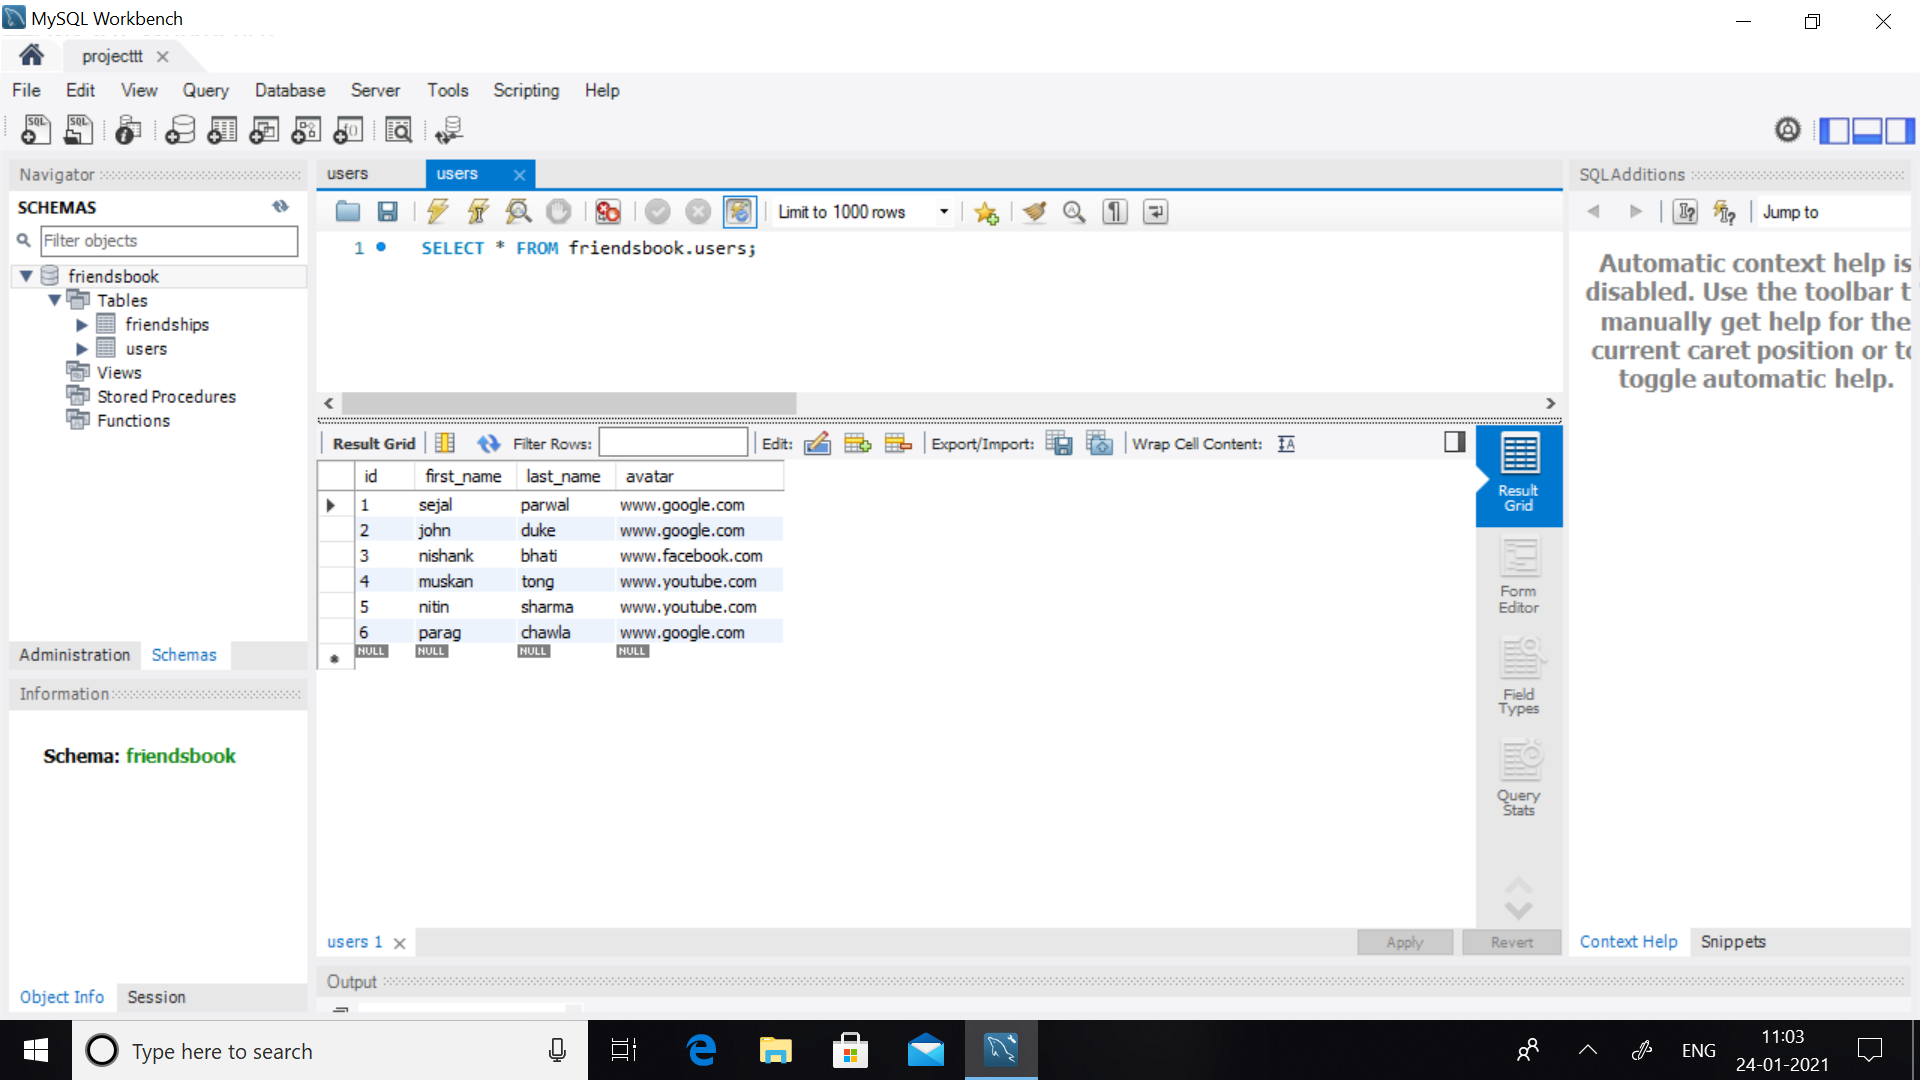 MySQL Workbench
projecttt
File Edit View Query Database Server Tools Scripting Help
Navigator
SCHEMAS
Filter objects
friendsbook
Tables
friendships
users
Views
Stored Procedures
Functions
Administration Schemas
Information
Schema: friendsbook
Object Info Session
users users
Limit to 1000 rows
1 SELECT * FROM friendsbook.users;
Result Grid Filter Rows: Edit: Export/Import: Wrap Cell Content:
id first_name last_name avatar
1 sejal parwal www.google.com
2 john duke www.google.com
3 nishank bhati www.facebook.com
4 muskan tong www.youtube.com
5 nitin sharma www.youtube.com
6 parag chawla www.google.com
NULL NULL NULL NULL
Result
Grid
Form
Editor
Field
Types
Query
Stats
users 1
Apply Revert
Output
SQLAdditions
Jump to
Automatic context help is
disabled. Use the toolbar t
manually get help for the
current caret position or to
toggle automatic help.
Context Help Snippets
Type here to search
ENG
11:03
24-01-2021